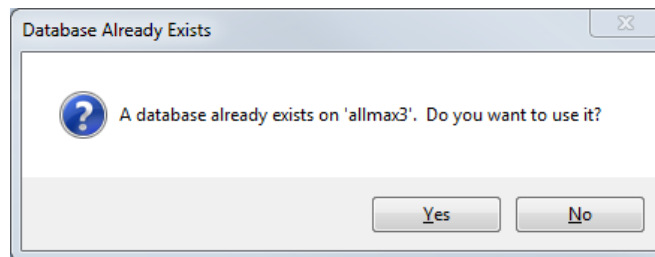 Database Already Exists
A database already exists on 'allmax3'.  Do you want to use it?
Yes
No